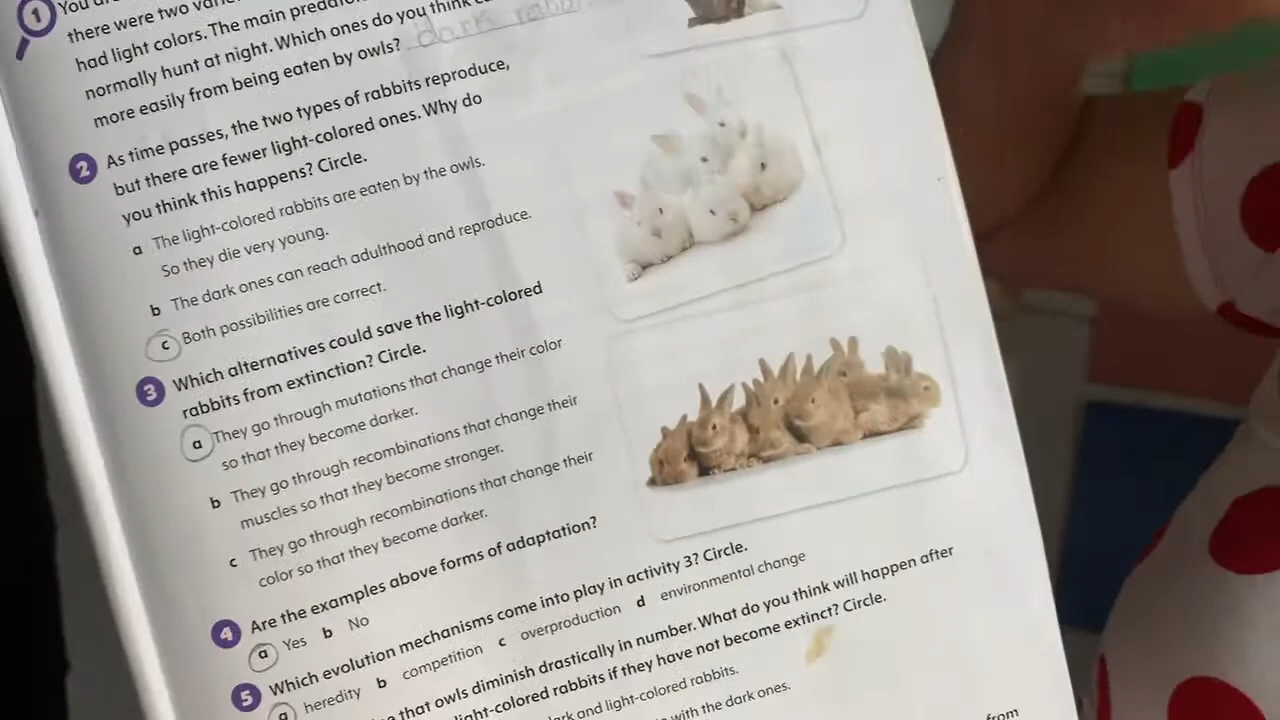 1 You
there were two
had light colors. The main
normally hunt at night. Which ones do you think
more easily from being eaten by owls? dark
2 As time passes, the two types of rabbits reproduce,
but there are fewer light-colored ones. Why do
you think this happens? Circle.
a The light-colored rabbits are eaten by the owls.
So they die very young.
b The dark ones can reach adulthood and reproduce.
c Both possibilities are correct.
3 Which alternatives could save the light-colored
rabbits from extinction? Circle.
a They go through mutations that change their color
so that they become darker.
b They go through recombinations that change their
muscles so that they become stronger.
c They go through recombinations that change their
color so that they become darker.
4 Are the examples above forms of adaptation?
a Yes b No
5 Which evolution mechanisms come into play in activity 3? Circle.
a heredity b competition c overproduction d environmental change
that owls diminish drastically in number. What do you think will happen after
light-colored rabbits if they have not become extinct? Circle.
and light-colored rabbits.
with the dark ones.
from